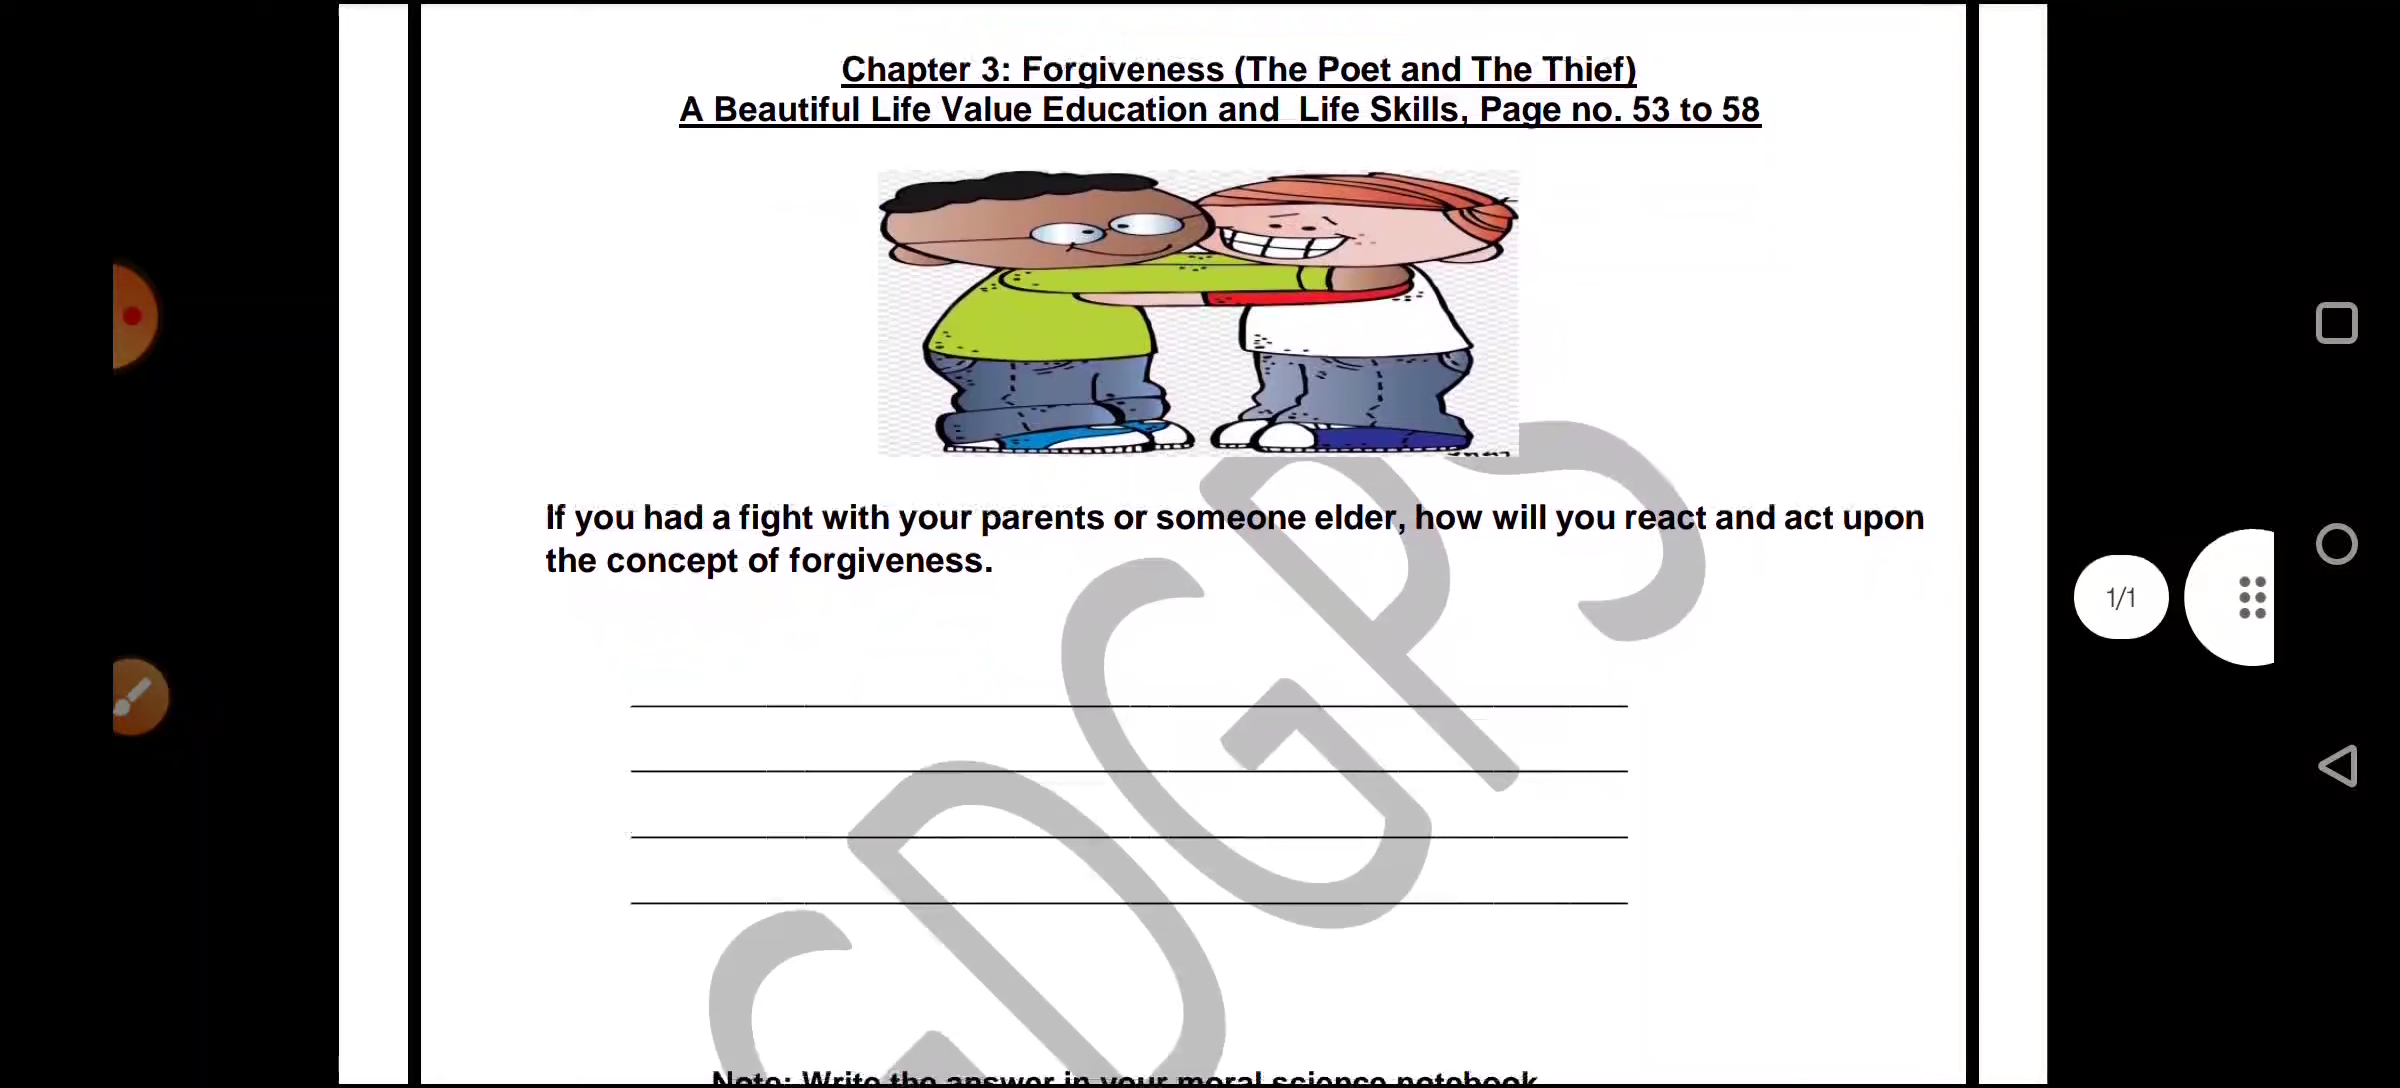 Chapter 3: Forgiveness (The Poet and The Thief)
A Beautiful Life Value Education and Life Skills, Page no. 53 to 58
If you had a fight with your parents or someone elder, how will you react and act upon
the concept of forgiveness.
1/1
GDGPS
Note: Write the answer in your moral science notebook